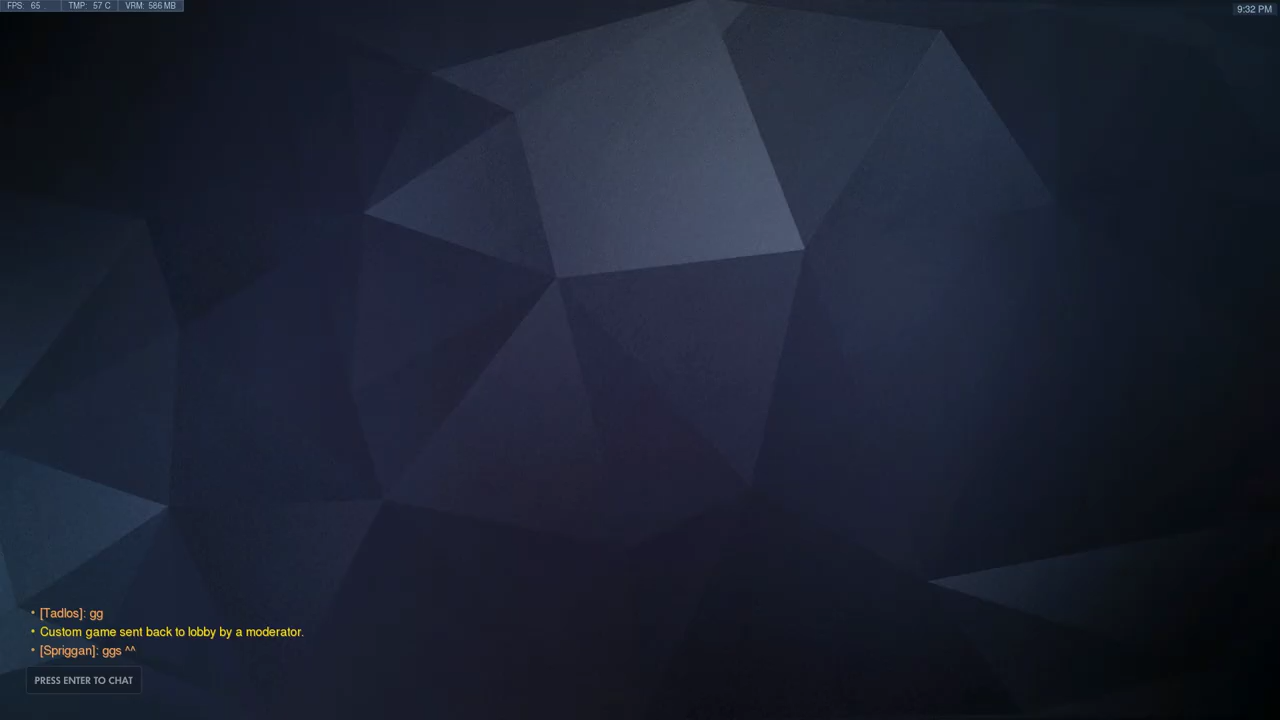 FPS: 65 . TMP: 57 C VRM: 586 MB
9:32 PM
• [Tadlos]: gg
• Custom game sent back to lobby by a moderator.
• [Spriggan]: ggs ^^
PRESS ENTER TO CHAT